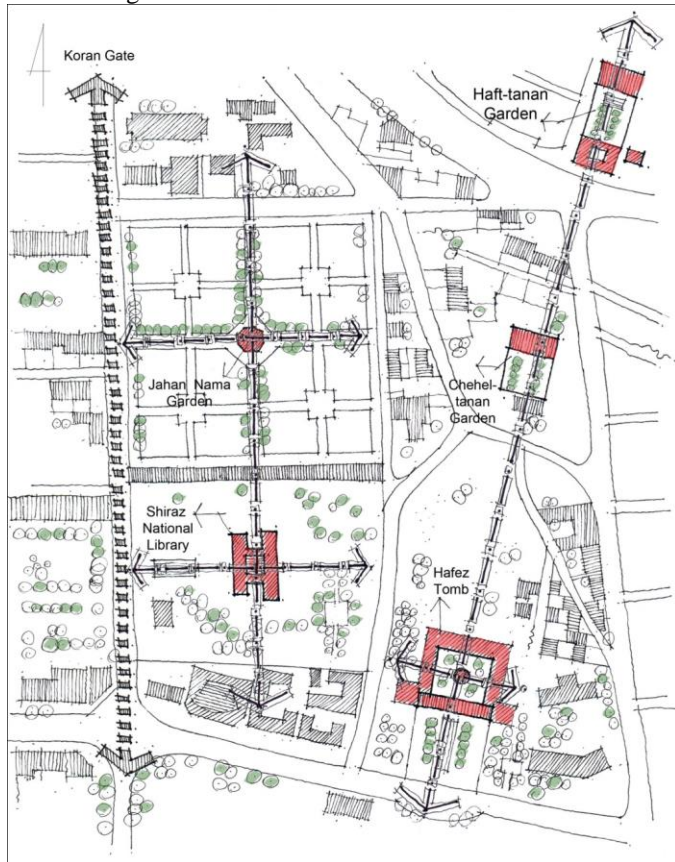 Koran Gate
Haft-tanan
Garden
Jahan Nama
Garden
Chehel-
tanan
Garden
Shiraz
National
Library
Hafez
Tomb